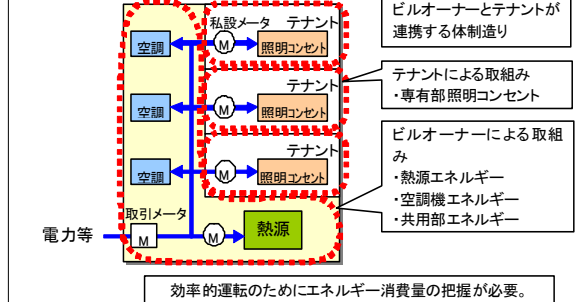 ビルオーナーとテナントが
連携する体制造り
私設メータ
テナント
空調
M
照明コンセント
テナントによる取組み
・専有部照明コンセント
テナント
空調
M
照明コンセント
テナント
空調
M
照明コンセント
ビルオーナーによる取組
み
・熱源エネルギー
・空調機エネルギー
・共用部エネルギー
取引メータ
電力等
M
M
熱源
効率的運転のためにエネルギー消費量の把握が必要。